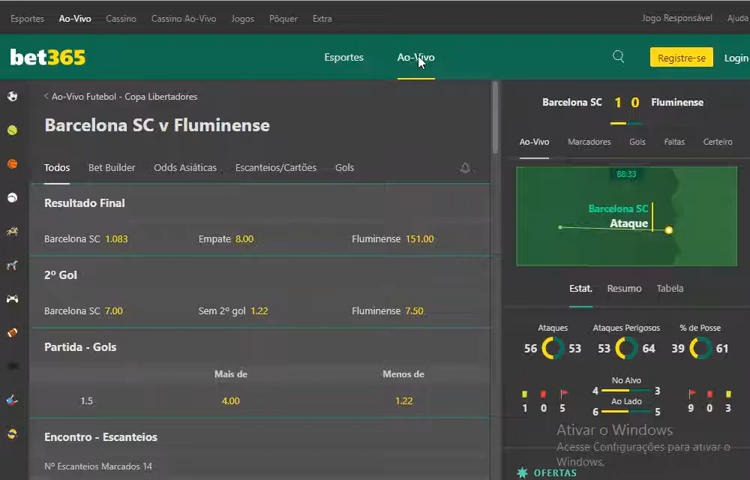 Esportes Ao-Vivo Cassino Cassino Ao-Vivo Jogos Pôquer Extra Jogo Responsável Ajuda
bet365 Esportes Ao-Vivo Registre-se Login
Ao-Vivo Futebol - Copa Libertadores
Barcelona SC v Fluminense
Todos Bet Builder Odds Asiáticas Escanteios/Cartões Gols
Resultado Final
Barcelona SC 1.083 Empate 8.00 Fluminense 151.00
2º Gol
Barcelona SC 7.00 Sem 2º gol 1.22 Fluminense 7.50
Partida - Gols
Mais de Menos de
1.5 4.00 1.22
Encontro - Escanteios
Nº Escanteios Marcados 14
Barcelona SC 1 0 Fluminense
Ao-Vivo Marcadores Gols Faltas Certeiro
88:33
Barcelona SC
Ataque
Estat. Resumo Tabela
Ataques Ataques Perigosos % de Posse
56 53 53 64 39 61
No Alvo
4 3
Ao Lado
6 5
1 0 5 9 0 3
Ativar o Windows
Acesse Configurações para ativar o
Windows.
OFERTAS